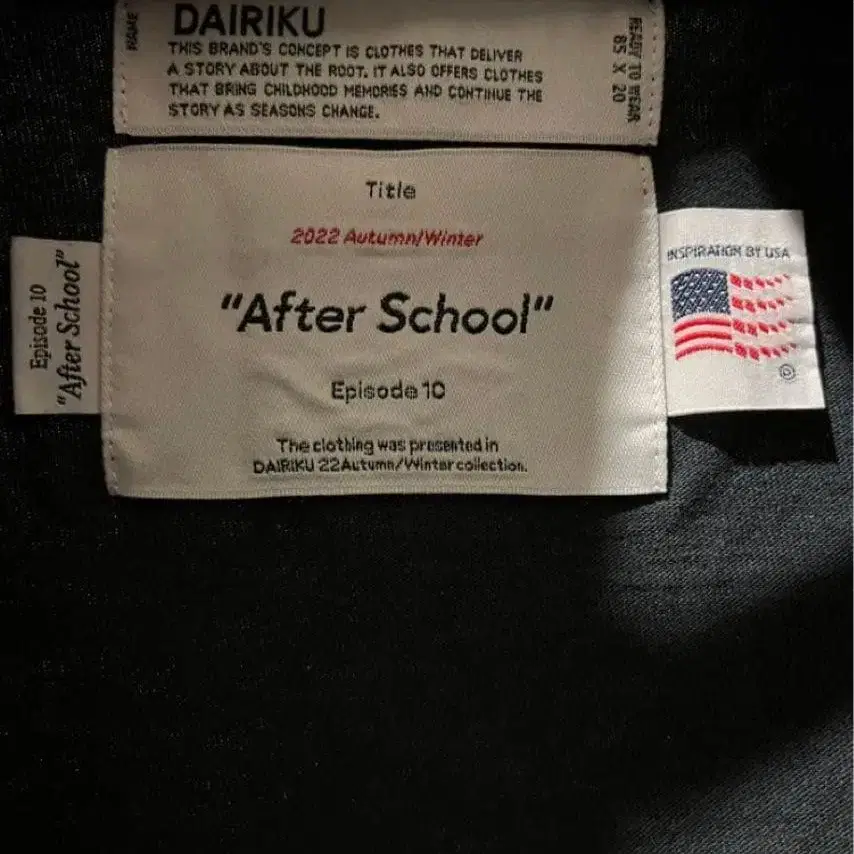 NAME
DAIRIKU
THIS BRAND'S CONCEPT IS CLOTHES THAT DELIVER
A STORY ABOUT THE ROOT. IT ALSO OFFERS CLOTHES
THAT BRING CHILDHOOD MEMORIES AND CONTINUE THE
STORY AS SEASONS CHANGE.
READY TO WEAR
85 X 20
Title
2022 Autumn/Winter
"After School"
Episode 10
The clothing was presented in
DAIRIKU 22Autumn/Winter collection.
Episode 10
"After School"
INSPIRATION BY USA
©